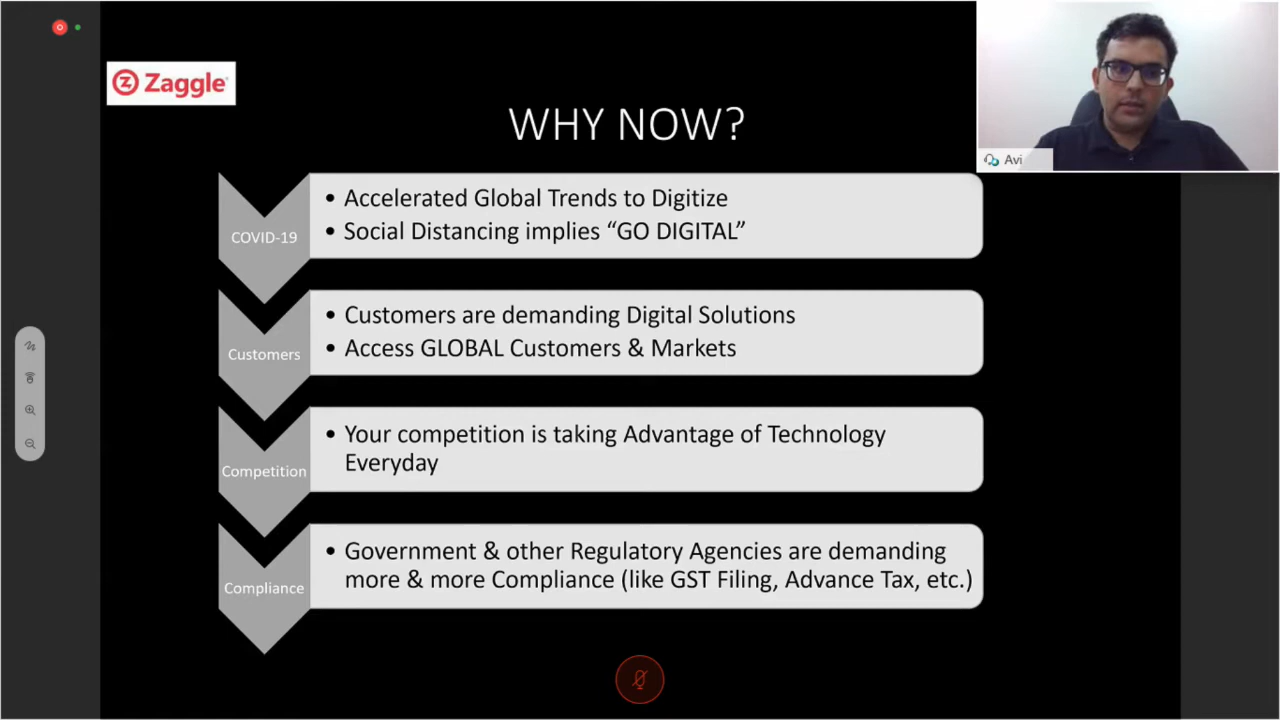 Zaggle
WHY NOW?
Avi
COVID-19
• Accelerated Global Trends to Digitize
• Social Distancing implies “GO DIGITAL”
Customers
• Customers are demanding Digital Solutions
• Access GLOBAL Customers & Markets
Competition
• Your competition is taking Advantage of Technology
Everyday
Compliance
• Government & other Regulatory Agencies are demanding
more & more Compliance (like GST Filing, Advance Tax, etc.)